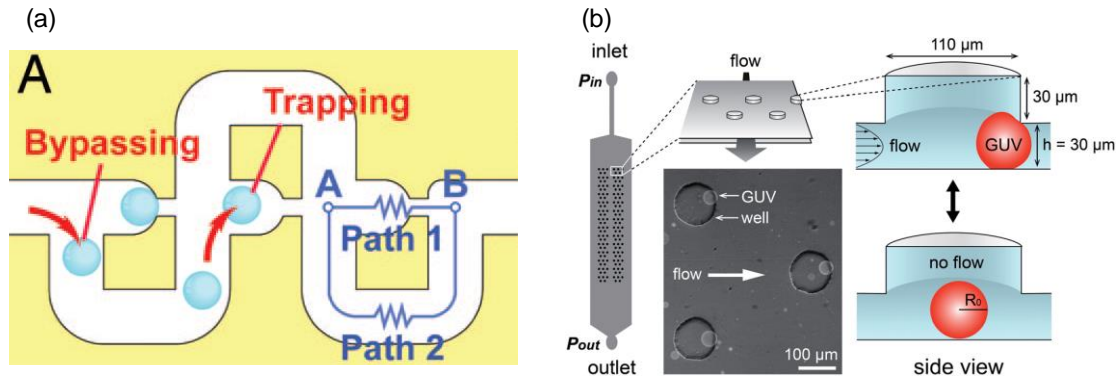 (a)
A
Bypassing
Trapping
A
B
Path 1
Path 2
(b)
inlet
Pin
Pout
outlet
flow
GUV
well
flow
100 µm
110 µm
30 µm
flow
GUV
h = 30 µm
no flow
R₀
side view